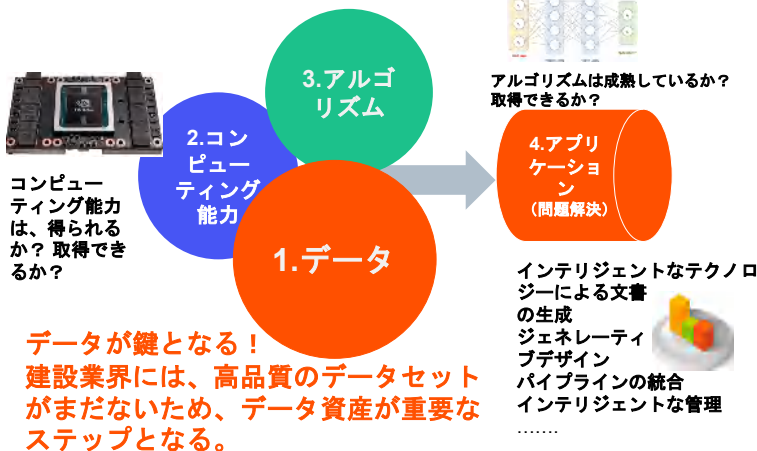 3.アルゴ
リズム
アルゴリズムは成熟しているか？
取得できるか？
2.コン
ピュー
ティング
能力
4.アプリ
ケーショ
ン
（問題解決）
コンピュー
ティング能力
は、得られる
か？ 取得でき
るか？
1.データ
インテリジェントなテクノロ
ジーによる文書
の生成
ジェネレーティ
ブデザイン
パイプラインの統合
インテリジェントな管理
.......
データが鍵となる！
建設業界には、高品質のデータセット
がまだないため、データ資産が重要な
ステップとなる。